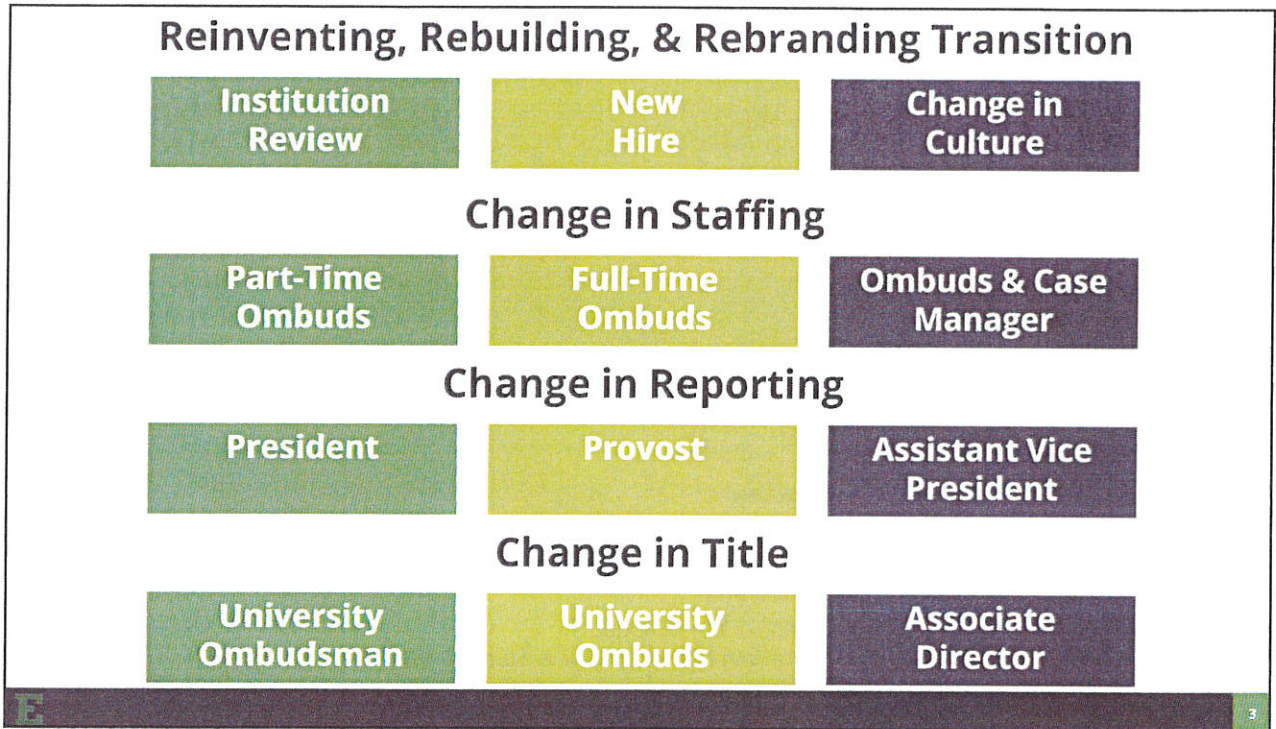 Reinventing, Rebuilding, & Rebranding Transition
Institution
Review
New
Hire
Change in
Culture
Change in Staffing
Part-Time
Ombuds
Full-Time
Ombuds
Ombuds & Case
Manager
Change in Reporting
President
Provost
Assistant Vice
President
Change in Title
University
Ombudsman
University
Ombuds
Associate
Director
E
3